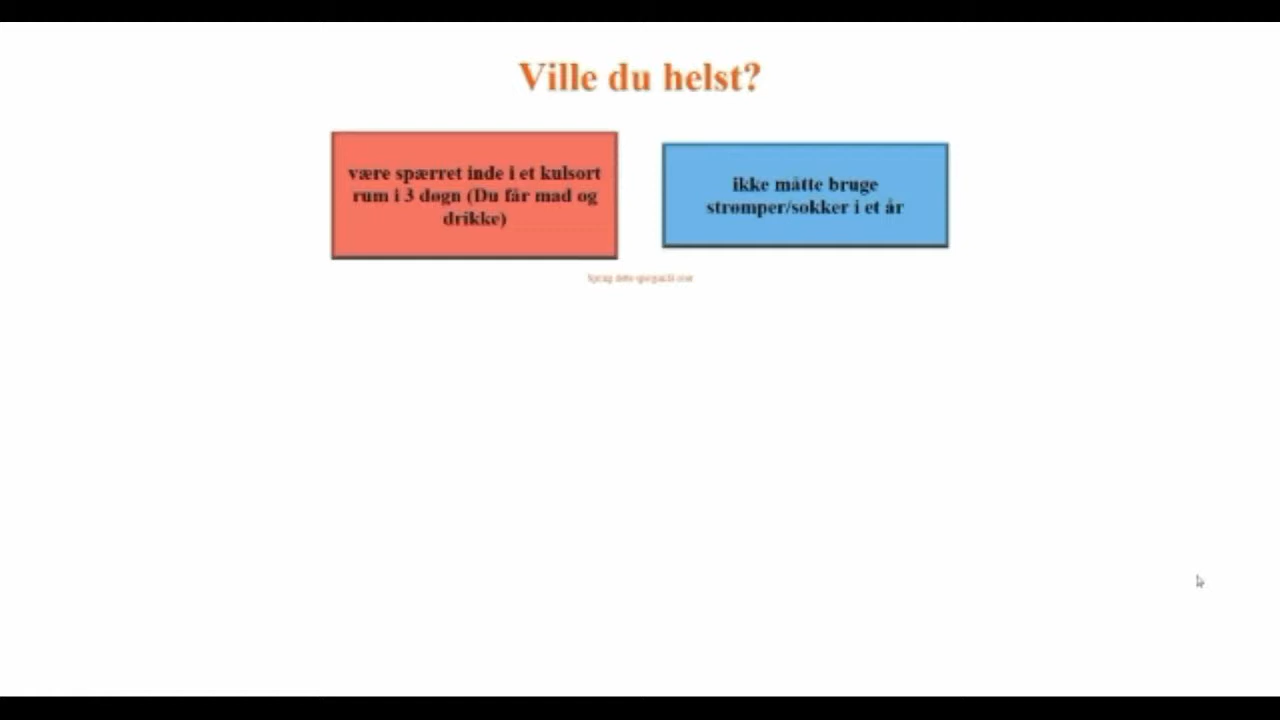 Ville du helst?
være spærret inde i et kulsort
rum i 3 døgn (Du får mad og
drikke)
ikke måtte bruge
strømper/sokker i et år